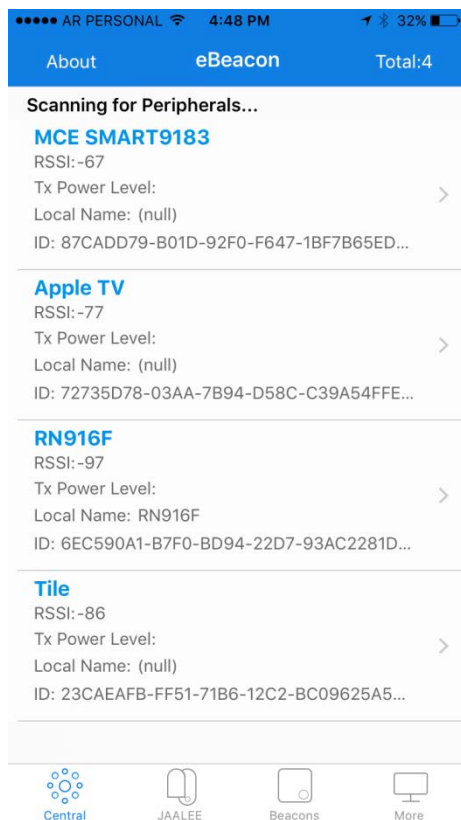 AR PERSONAL 4:48 PM 32%
About eBeacon Total:4
Scanning for Peripherals...
MCE SMART9183
RSSI:-67
Tx Power Level:
Local Name: (null)
ID: 87CADD79-B01D-92F0-F647-1BF7B65ED...
Apple TV
RSSI:-77
Tx Power Level:
Local Name: (null)
ID: 72735D78-03AA-7B94-D58C-C39A54FFE...
RN916F
RSSI:-97
Tx Power Level:
Local Name: RN916F
ID: 6EC590A1-B7F0-BD94-22D7-93AC2281D...
Tile
RSSI:-86
Tx Power Level:
Local Name: (null)
ID: 23CAEAFB-FF51-71B6-12C2-BC09625A5...
Central JAALEE Beacons More